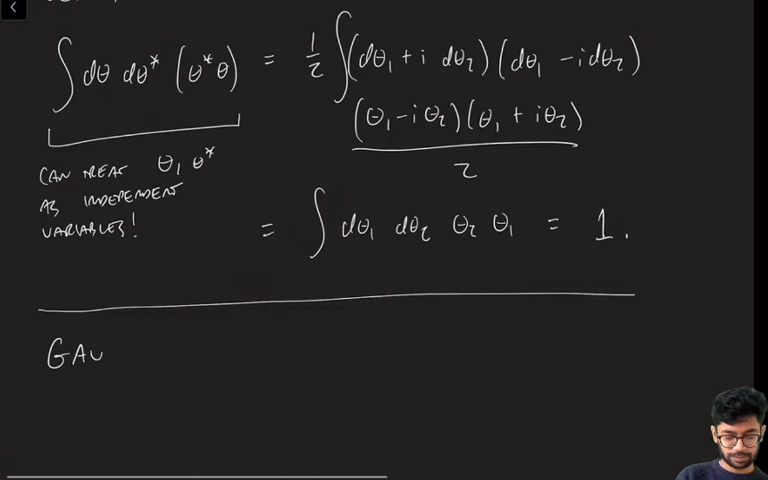 ∫ dθ dθ* (θ*θ) = 1/2 ∫ (dθ₁ + i dθ₂)(dθ₁ - i dθ₂)
(θ₁ - iθ₂)(θ₁ + iθ₂)
2
CAN TREAT θ, θ*
AS INDEPENDENT
VARIABLES!
= ∫ dθ₁ dθ₂ θ₂ θ₁ = 1.
GAU